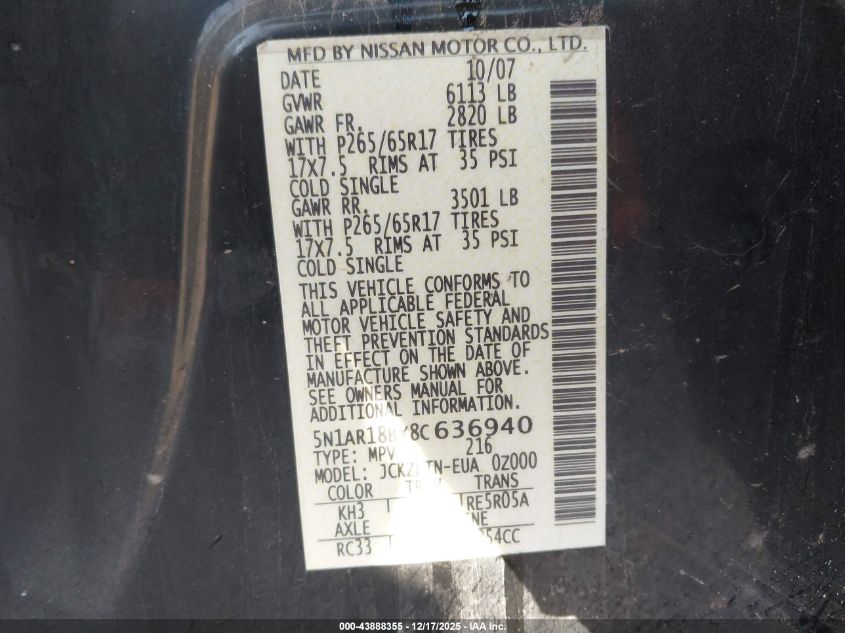 MFD BY NISSAN MOTOR CO., LTD.
DATE 10/07
GVWR 6113 LB
GAWR FR. 2820 LB
WITH P265/65R17 TIRES
17X7.5 RIMS AT 35 PSI
COLD SINGLE
GAWR RR. 3501 LB
WITH P265/65R17 TIRES
17X7.5 RIMS AT 35 PSI
COLD SINGLE
THIS VEHICLE CONFORMS TO
ALL APPLICABLE FEDERAL
MOTOR VEHICLE SAFETY AND
THEFT PREVENTION STANDARDS
IN EFFECT ON THE DATE OF
MANUFACTURE SHOWN ABOVE.
SEE OWNERS MANUAL FOR
ADDITIONAL INFORMATION.
TYPE: MPV 216
MODEL: 0Z000
COLOR TRANS
KH3 RE5R05A
AXLE
RC33
000-43888355 - 12/17/2025 - IAA Inc.